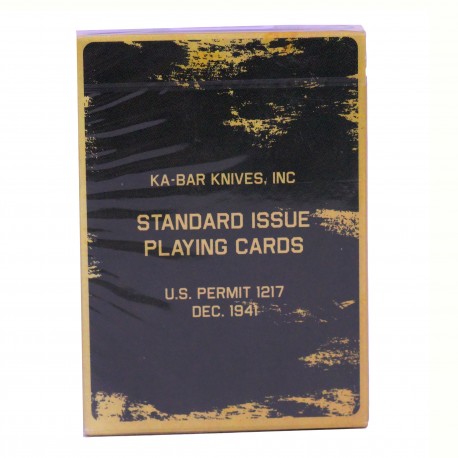 KA-BAR KNIVES, INC
STANDARD ISSUE
PLAYING CARDS
U.S. PERMIT 1217
DEC. 1941